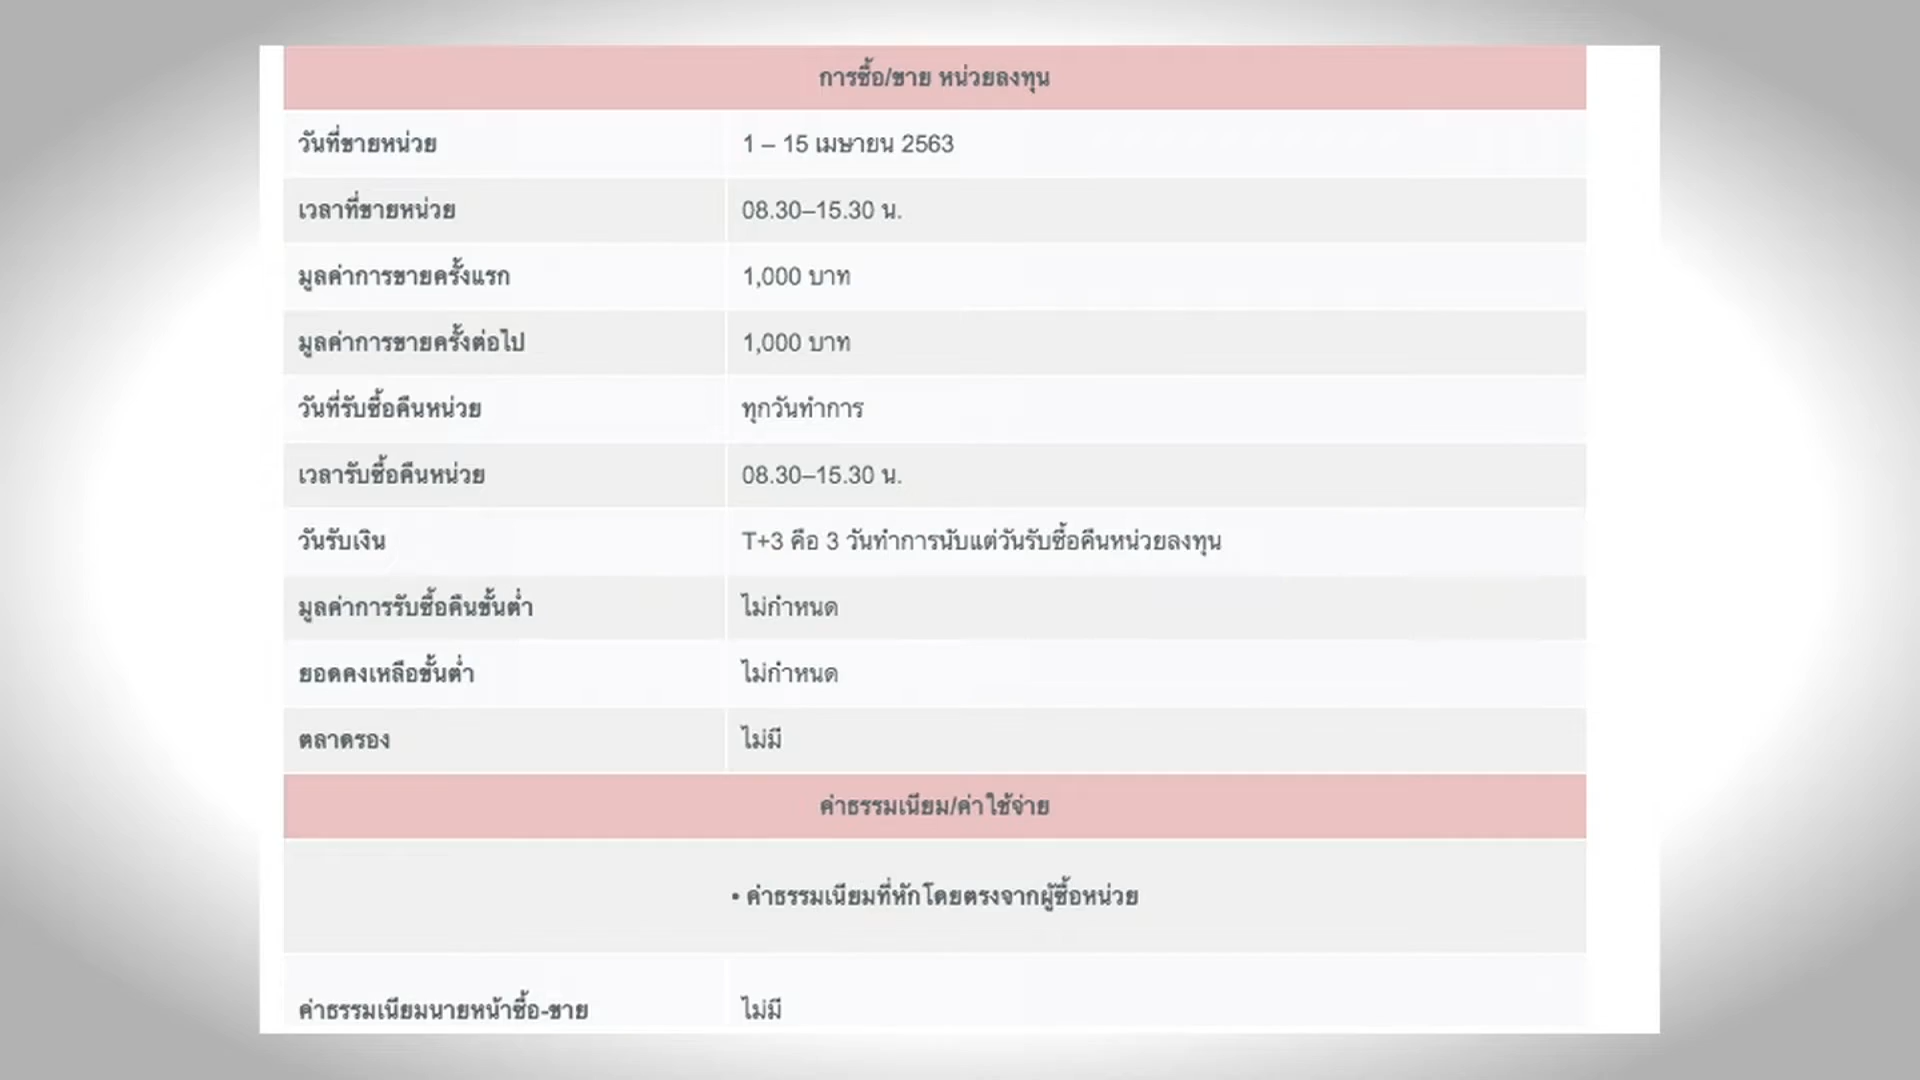 การซื้อ/ขาย หน่วยลงทุน
วันที่ขายหน่วย 1 – 15 เมษายน 2563
เวลาที่ขายหน่วย 08.30–15.30 น.
มูลค่าการขายครั้งแรก 1,000 บาท
มูลค่าการขายครั้งต่อไป 1,000 บาท
วันที่รับซื้อคืนหน่วย ทุกวันทำการ
เวลารับซื้อคืนหน่วย 08.30–15.30 น.
วันรับเงิน T+3 คือ 3 วันทำการนับแต่วันรับซื้อคืนหน่วยลงทุน
มูลค่าการรับซื้อคืนขั้นต่ำ ไม่กำหนด
ยอดคงเหลือขั้นต่ำ ไม่กำหนด
ตลาดรอง ไม่มี
ค่าธรรมเนียม/ค่าใช้จ่าย
• ค่าธรรมเนียมที่หักโดยตรงจากผู้ซื้อหน่วย
ค่าธรรมเนียมนายหน้าซื้อ-ขาย ไม่มี